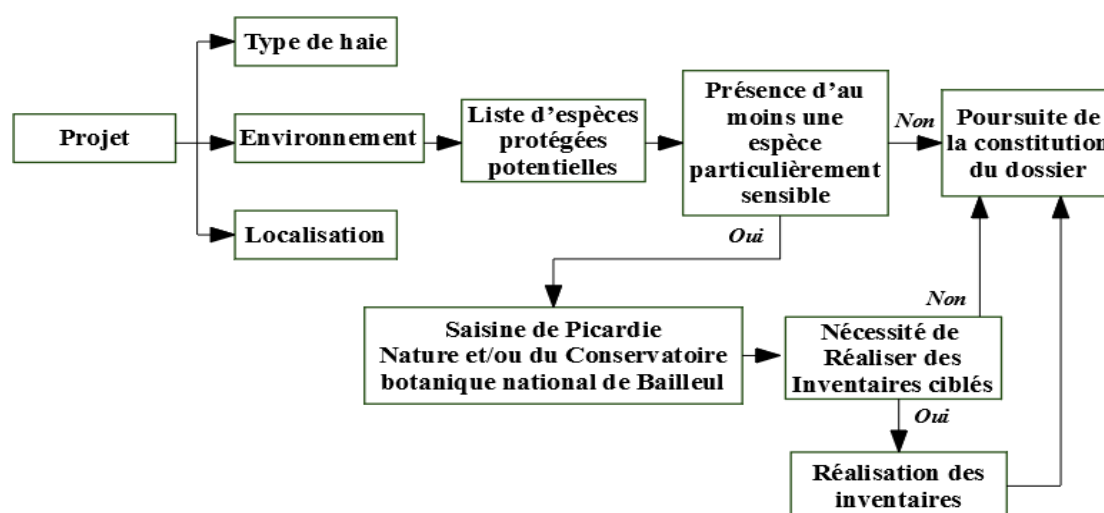 Type de haie
Projet
Environnement
Localisation
Liste d'espèces
protégées
potentielles
Présence d'au
moins une
espèce
particulièrement
sensible
Non
Poursuite de
la constitution
du dossier
Oui
Saisine de Picardie
Nature et/ou du Conservatoire
botanique national de Bailleul
Nécessité de
Réaliser des
Inventaires ciblés
Non
Oui
Réalisation des
inventaires